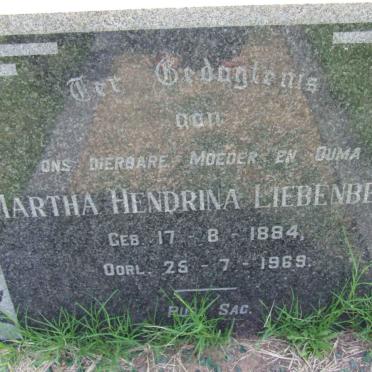 Ter Gedagtenis
aan
ONS DIERBARE MOEDER EN OUMA
MARTHA HENDRINA LIEBENBE
GEB. 17 - 8 - 1884.
OORL. 25 - 7 - 1969.
SAC.